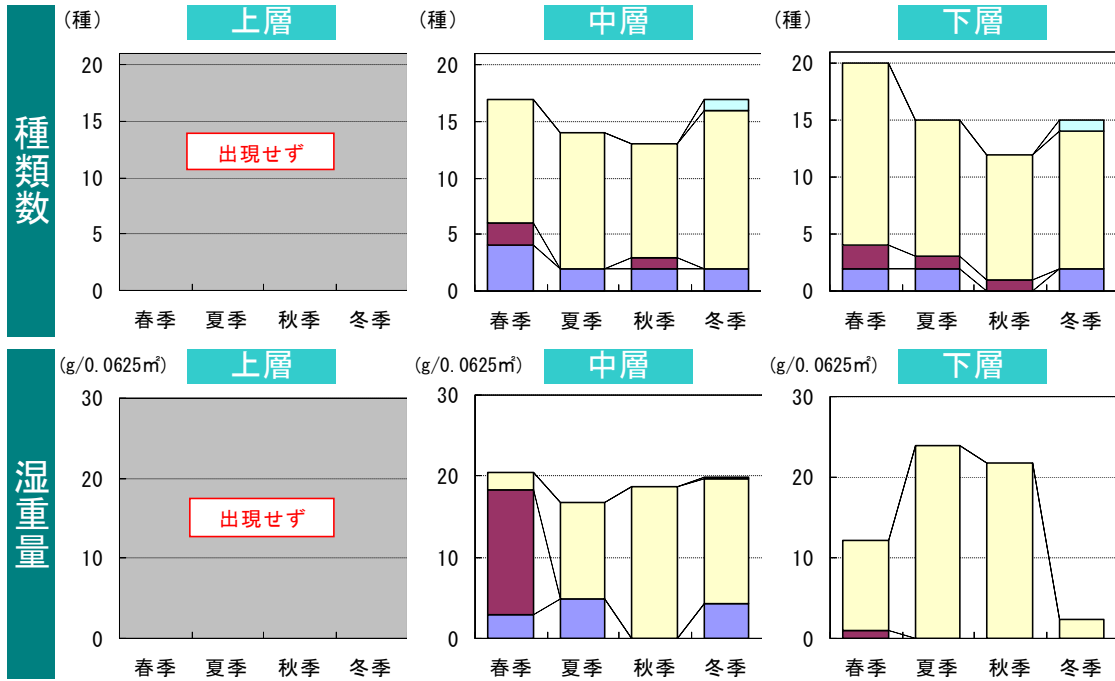 種類数
(種)
上層
20
15
10
5
0
出現せず
春季 夏季 秋季 冬季
(種)
中層
20
15
10
5
0
春季 夏季 秋季 冬季
(種)
下層
20
15
10
5
0
春季 夏季 秋季 冬季
湿重量
(g/0.0625㎡)
上層
30
20
10
0
出現せず
春季 夏季 秋季 冬季
(g/0.0625㎡)
中層
30
20
10
0
春季 夏季 秋季 冬季
(g/0.0625㎡)
下層
30
20
10
0
春季 夏季 秋季 冬季